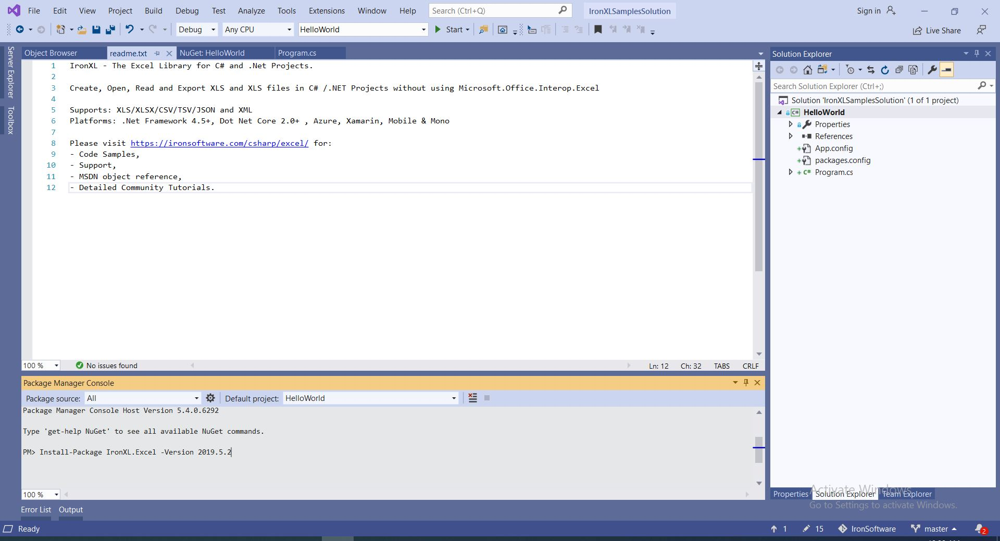 File Edit View Project Build Debug Test Analyze Tools Extensions Window Help Search (Ctrl+Q) IronXLSamplesSolution Sign in
Debug Any CPU HelloWorld Start Live Share
Server Explorer
Toolbox
Object Browser readme.txt NuGet: HelloWorld Program.cs
1 IronXL - The Excel Library for C# and .Net Projects.
2
3 Create, Open, Read and Export XLS and XLS files in C# /.NET Projects without using Microsoft.Office.Interop.Excel
4
5 Supports: XLS/XLSX/CSV/TSV/JSON and XML
6 Platforms: .Net Framework 4.5+, Dot Net Core 2.0+ , Azure, Xamarin, Mobile & Mono
7
8 Please visit https://ironsoftware.com/csharp/excel/ for:
9 - Code Samples,
10 - Support,
11 - MSDN object reference,
12 - Detailed Community Tutorials.
100 % No issues found Ln: 12 Ch: 32 TABS CRLF
Package Manager Console
Package source: All Default project: HelloWorld
Package Manager Console Host Version 5.4.0.6292
Type 'get-help NuGet' to see all available NuGet commands.
PM> Install-Package IronXL.Excel -Version 2019.5.2
100 %
Error List Output
Solution Explorer
Search Solution Explorer (Ctrl+;)
Solution 'IronXLSamplesSolution' (1 of 1 project)
C# HelloWorld
Properties
References
App.config
packages.config
C# Program.cs
Properties Solution Explorer Team Explorer
Activate Windows
Go to Settings to activate Windows.
Ready 1 15 IronSoftware master 2